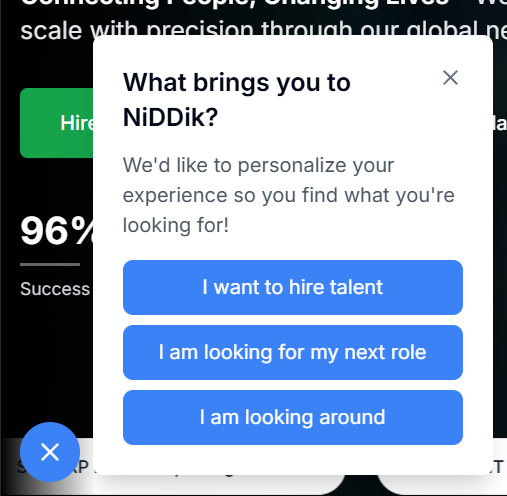 scale with precision through our global
What brings you to
NiDDik?
Hire
We'd like to personalize your
experience so you find what you're
looking for!
96%
I want to hire talent
Success
I am looking for my next role
I am looking around